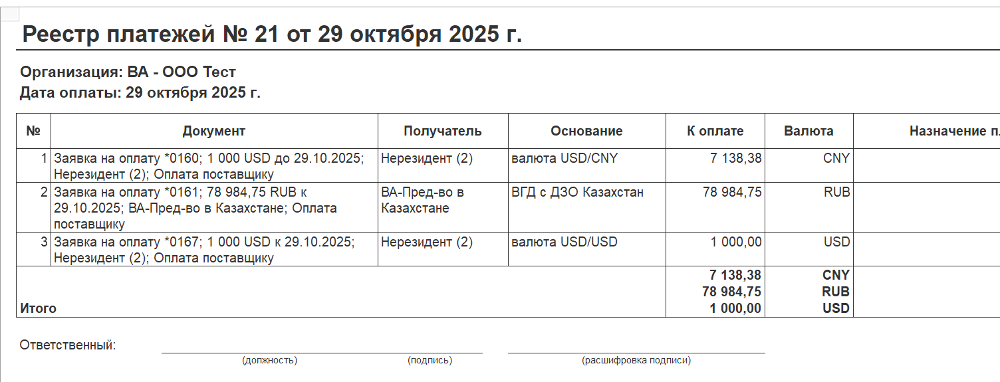 Реестр платежей № 21 от 29 октября 2025 г.
Организация: ВА - ООО Тест
Дата оплаты: 29 октября 2025 г.
№ Документ Получатель Основание К оплате Валюта Назначение
1 Заявка на оплату *0160; 1 000 USD до 29.10.2025; Нерезидент (2) валюта USD/CNY 7 138,38 CNY
Нерезидент (2); Оплата поставщику
2 Заявка на оплату *0161; 78 984,75 RUB к ВА-Пред-во в ВГД с ДЗО Казахстан 78 984,75 RUB
29.10.2025; ВА-Пред-во в Казахстане; Оплата Казахстане
поставщику
3 Заявка на оплату *0167; 1 000 USD к 29.10.2025; Нерезидент (2) валюта USD/USD 1 000,00 USD
Нерезидент (2); Оплата поставщику
7 138,38 CNY
78 984,75 RUB
Итого 1 000,00 USD
Ответственный:
(должность) (подпись) (расшифровка подписи)